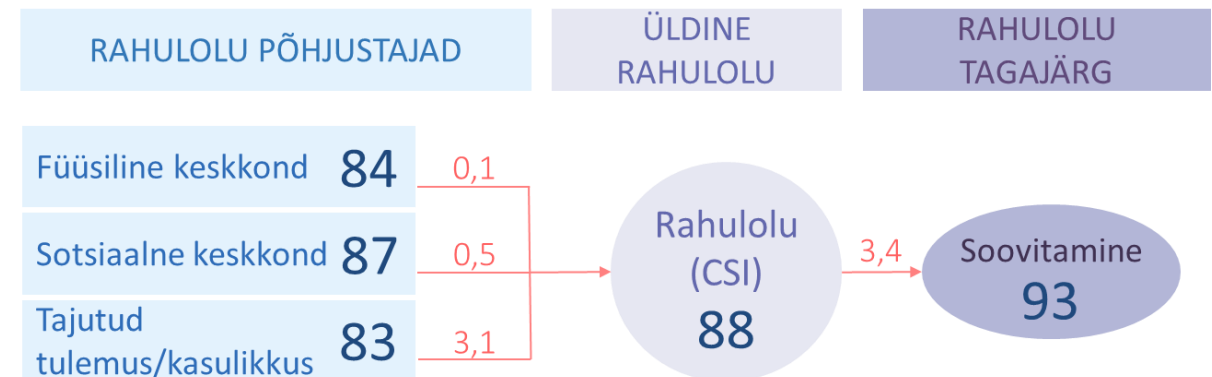 RAHULOLU PÕHJUSTAJAD
ÜLDINE
RAHULOLU
RAHULOLU
TAGAJÄRG
Füüsiline keskkond 84
0,1
Sotsiaalne keskkond 87
0,5
Tajutud
tulemus/kasulikkus 83
3,1
Rahulolu
(CSI)
88
3,4
Soovitamine
93